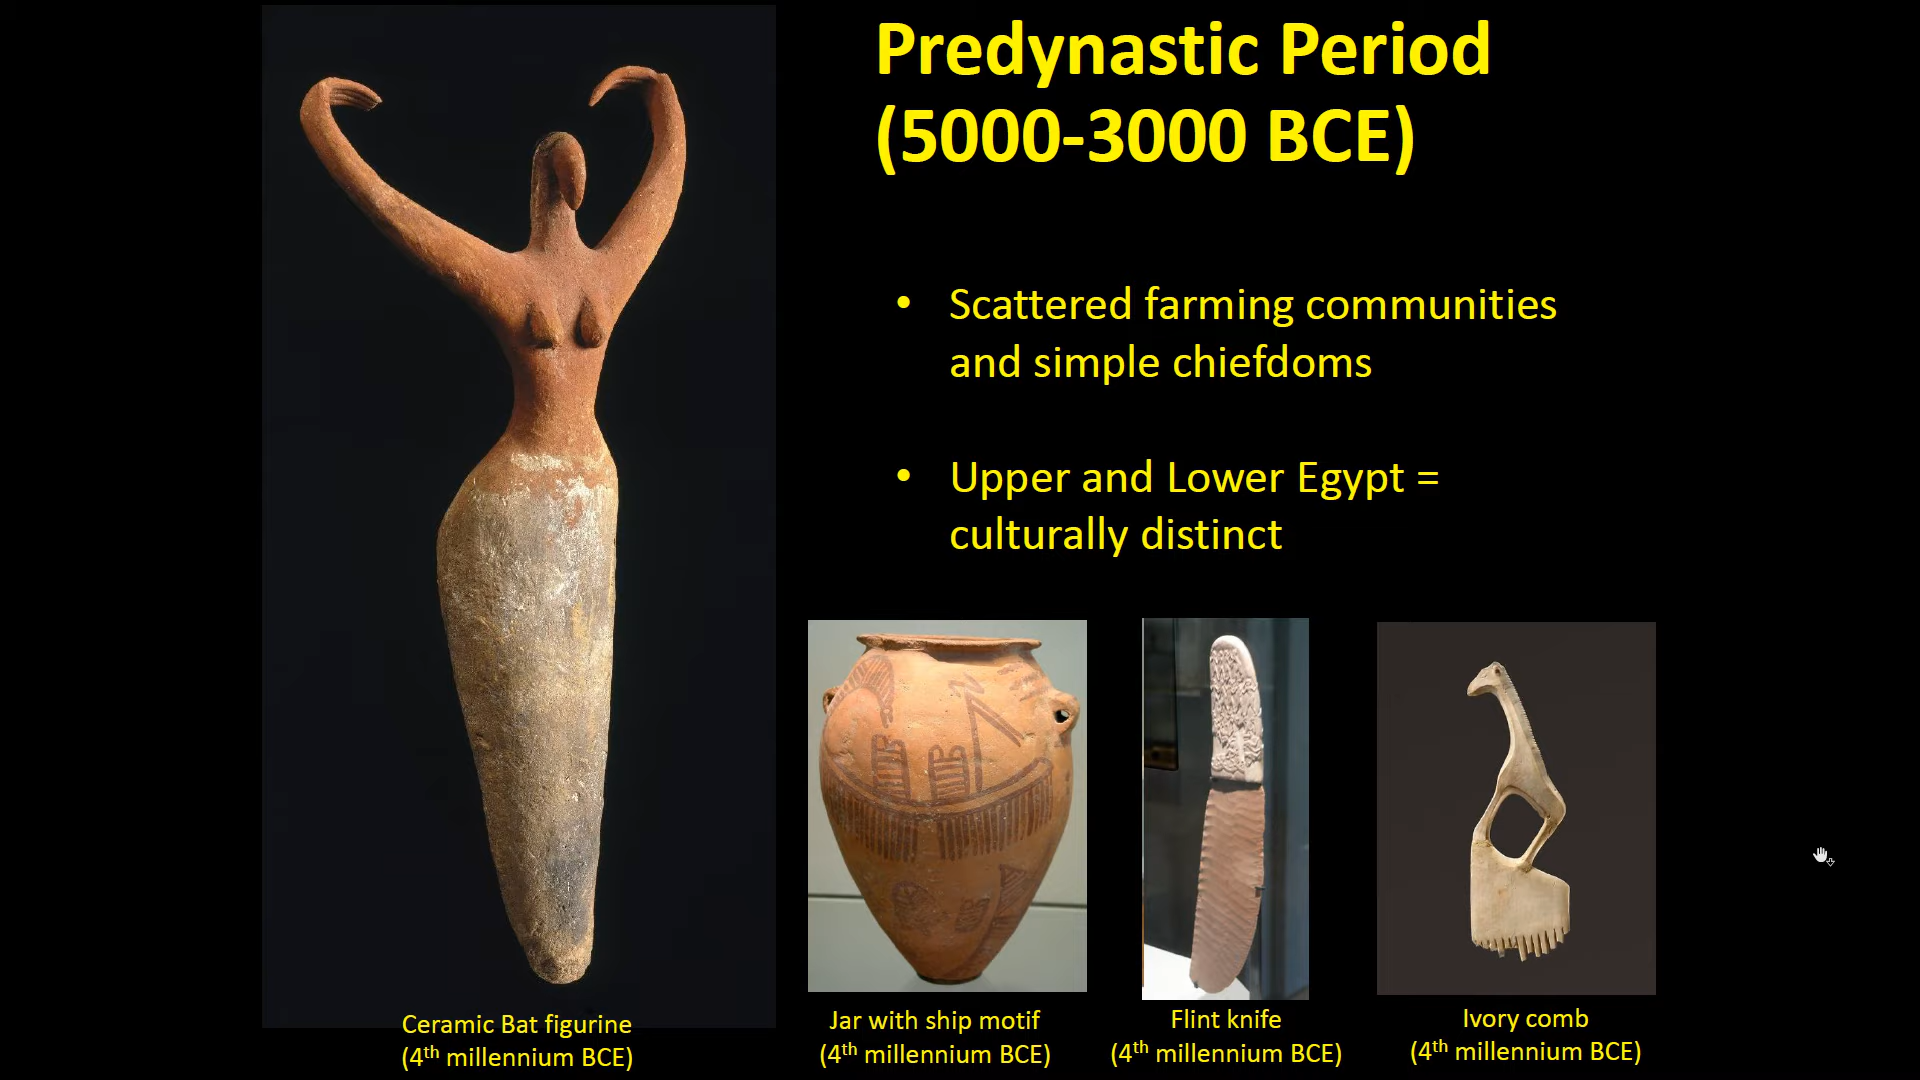 Predynastic Period
(5000-3000 BCE)
• Scattered farming communities
and simple chiefdoms
• Upper and Lower Egypt =
culturally distinct
Ceramic Bat figurine
(4th millennium BCE)
Jar with ship motif
(4th millennium BCE)
Flint knife
(4th millennium BCE)
Ivory comb
(4th millennium BCE)